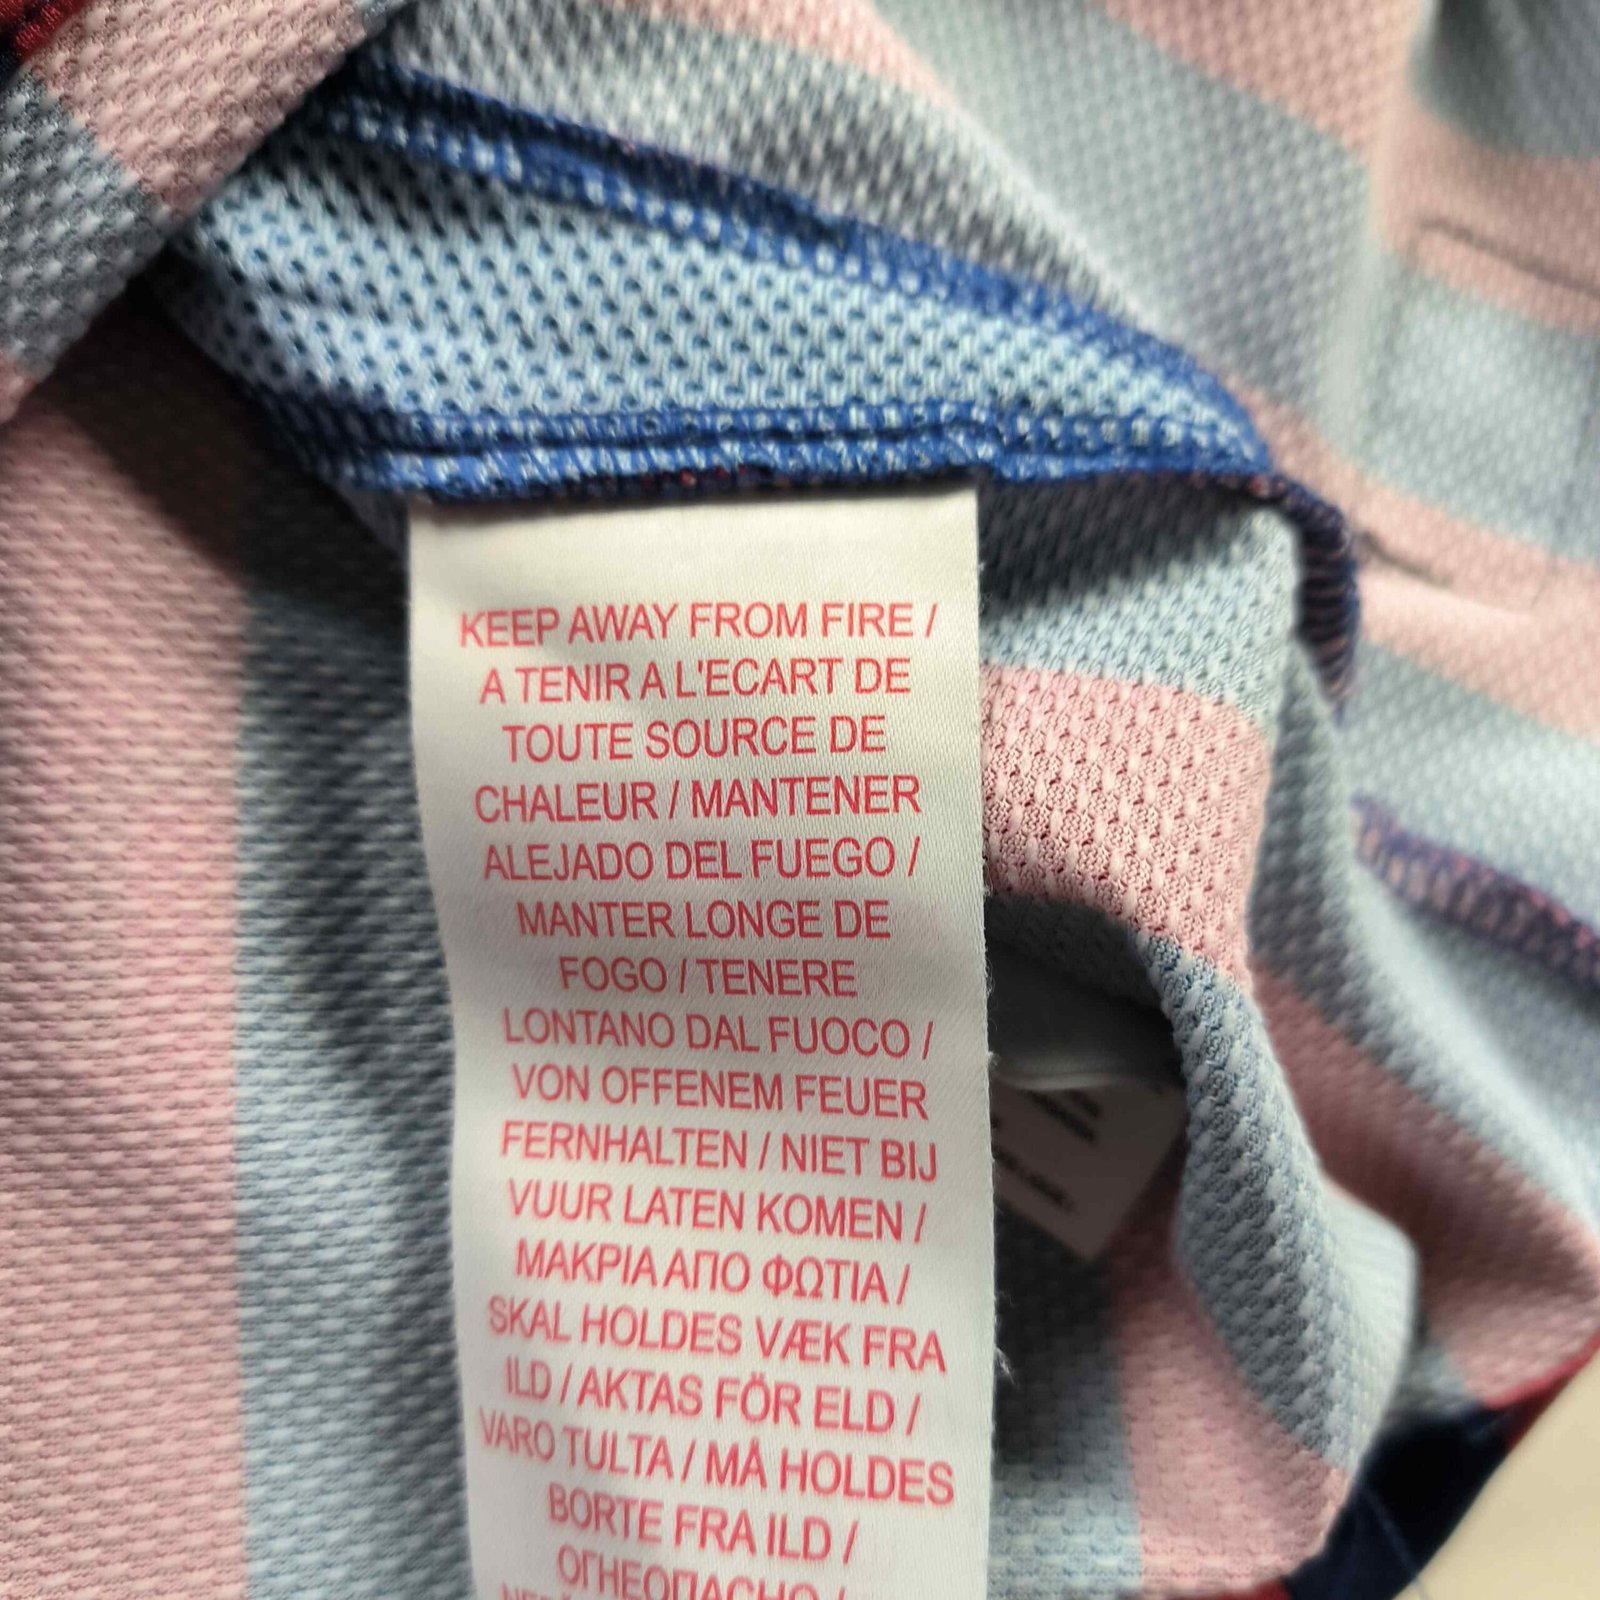 KEEP AWAY FROM FIRE /
A TENIR A L'ECART DE
TOUTE SOURCE DE
CHALEUR / MANTENER
ALEJADO DEL FUEGO /
MANTER LONGE DE
FOGO / TENERE
LONTANO DAL FUOCO /
VON OFFENEM FEUER
FERNHALTEN / NIET BIJ
VUUR LATEN KOMEN /
ΜΑΚΡΙΑ ΑΠΟ ΦΩΤΙΑ /
SKAL HOLDES VÆK FRA
ILD / AKTAS FÖR ELD /
VARO TULTA / MÅ HOLDES
BORTE FRA ILD /
ОГНЕОПАСНО /